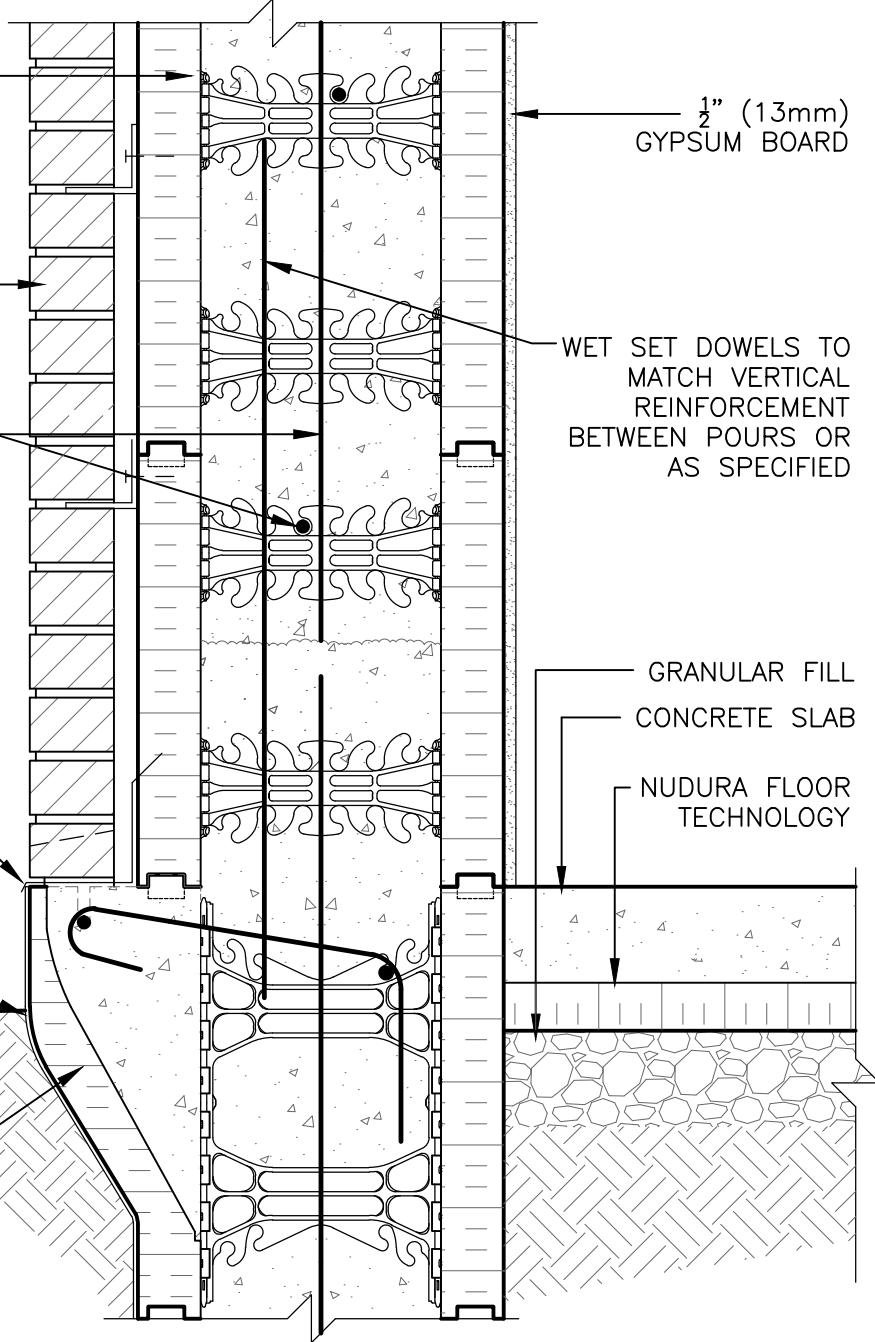 ½" (13mm)
GYPSUM BOARD
WET SET DOWELS TO
MATCH VERTICAL
REINFORCEMENT
BETWEEN POURS OR
AS SPECIFIED
GRANULAR FILL
CONCRETE SLAB
NUDURA FLOOR
TECHNOLOGY